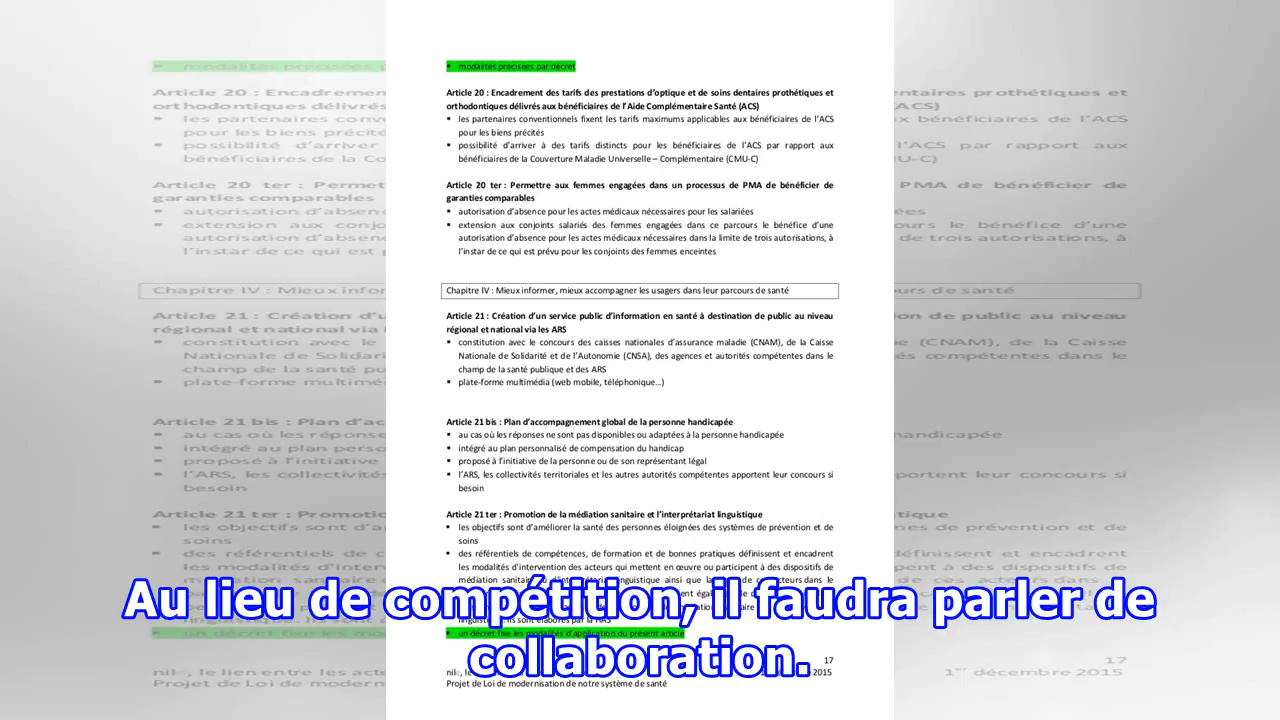 modalités précisées par décret
Article 20 : Encadrement des tarifs des prestations d'optique et de soins dentaires prothétiques et
orthodontiques délivrés aux bénéficiaires de l'Aide Complémentaire Santé (ACS)
les partenaires conventionnels fixent les tarifs maximums applicables aux bénéficiaires de l'ACS
pour les biens précités
possibilité d'arriver à des tarifs distincts pour les bénéficiaires de l'ACS par rapport aux
bénéficiaires de la Couverture Maladie Universelle – Complémentaire (CMU-C)
Article 20 ter : Permettre aux femmes engagées dans un processus de PMA de bénéficier de
garanties comparables
autorisation d'absence pour les actes médicaux nécessaires pour les salariées
extension aux conjoints salariés des femmes engagées dans ce parcours le bénéfice d'une
autorisation d'absence pour les actes médicaux nécessaires dans la limite de trois autorisations, à
l'instar de ce qui est prévu pour les conjoints des femmes enceintes
Chapitre IV : Mieux informer, mieux accompagner les usagers dans leur parcours de santé
Article 21 : Création d'un service public d'information en santé à destination de public au niveau
régional et national via les ARS
constitution avec le concours des caisses nationales d'assurance maladie (CNAM), de la Caisse
Nationale de Solidarité et de l'Autonomie (CNSA), des agences et autorités compétentes dans le
champ de la santé publique et des ARS
plate-forme multimédia (web mobile, téléphonique…)
Article 21 bis : Plan d'accompagnement global de la personne handicapée
au cas où les réponses ne sont pas disponibles ou adaptées à la personne handicapée
intégré au plan personnalisé de compensation du handicap
proposé à l'initiative de la personne ou de son représentant légal
l'ARS, les collectivités territoriales et les autres autorités compétentes apportent leur concours si
besoin
Article 21 ter : Promotion de la médiation sanitaire et l'interprétariat linguistique
les objectifs sont d'améliorer la santé des personnes éloignées des systèmes de prévention et de
soins
des référentiels de compétences, de formation et de bonnes pratiques définissent et encadrent
les modalités d'intervention des acteurs qui mettent en œuvre ou participent à des dispositifs de
médiation sanitaire linguistique ainsi que dans le
Au lieu de compétition, il faudra parler de
collaboration.
un décret fixe les modalités d'application du présent article
17
2015
Projet de Loi de modernisation de notre système de santé